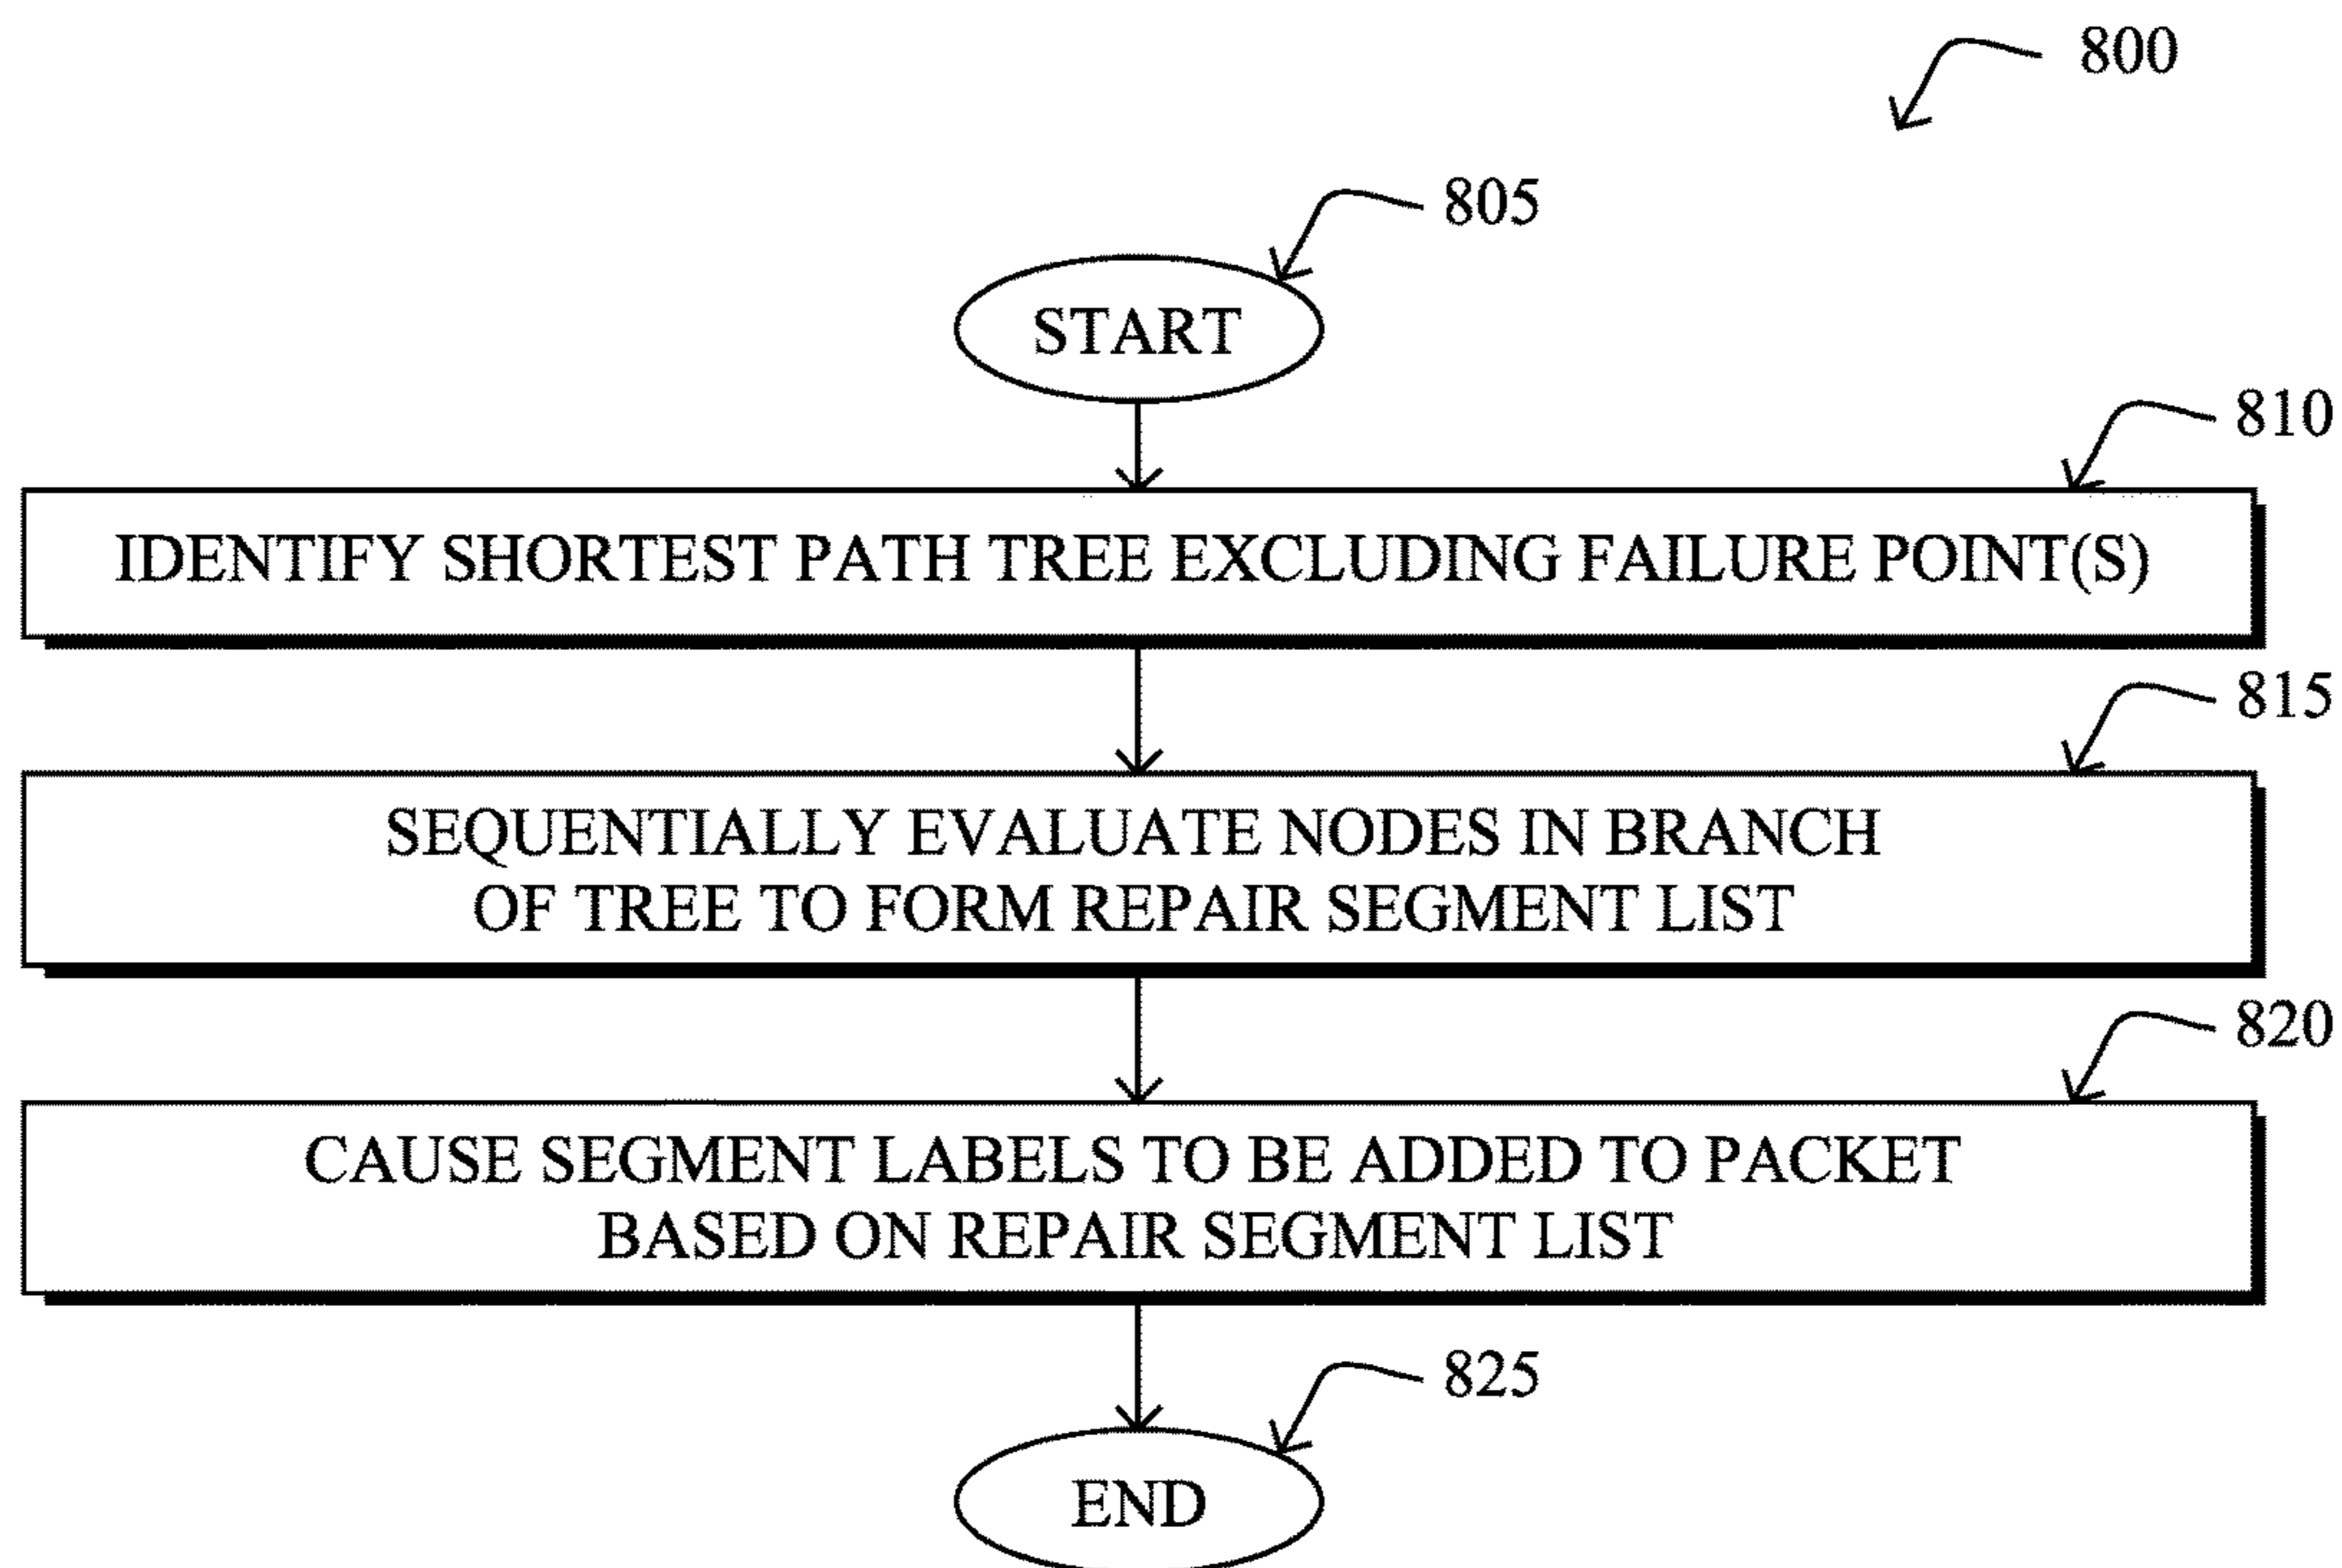 800
805
START
810
IDENTIFY SHORTEST PATH TREE EXCLUDING FAILURE POINT(S)
815
SEQUENTIALLY EVALUATE NODES IN BRANCH
OF TREE TO FORM REPAIR SEGMENT LIST
820
CAUSE SEGMENT LABELS TO BE ADDED TO PACKET
BASED ON REPAIR SEGMENT LIST
825
END